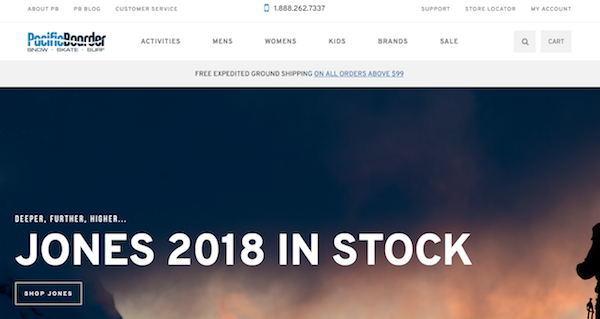 ABOUT PB PB BLOG CUSTOMER SERVICE 1.888.262.7337 SUPPORT STORE LOCATOR MY ACCOUNT
PacificBoarder
SNOW · SKATE · SURF
ACTIVITIES MENS WOMENS KIDS BRANDS SALE CART
FREE EXPEDITED GROUND SHIPPING ON ALL ORDERS ABOVE $99
DEEPER, FURTHER, HIGHER...
JONES 2018 IN STOCK
SHOP JONES